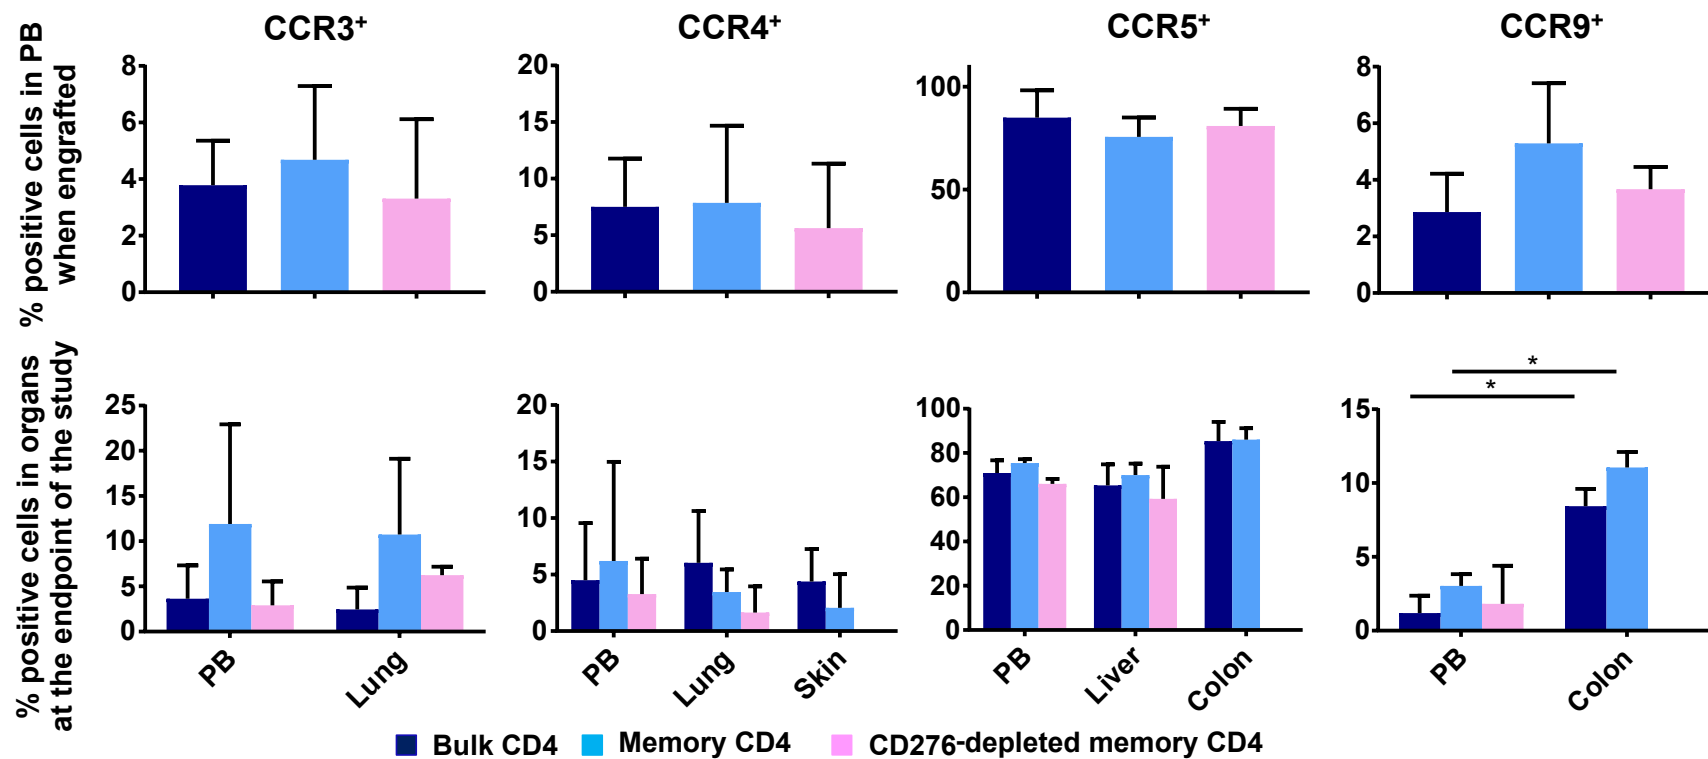 CCR3+
CCR4+
CCR5+
CCR9+
% positive cells in PB
when engrafted
8
6
4
2
0
20
15
10
5
0
100
50
0
8
6
4
2
0
% positive cells in organs
at the endpoint of the study
25
20
15
10
5
0
PB
Lung
20
15
10
5
0
PB
Lung
Skin
100
80
60
40
20
0
PB
Liver
Colon
*
*
15
10
5
0
PB
Colon
Bulk CD4
Memory CD4
CD276-depleted memory CD4